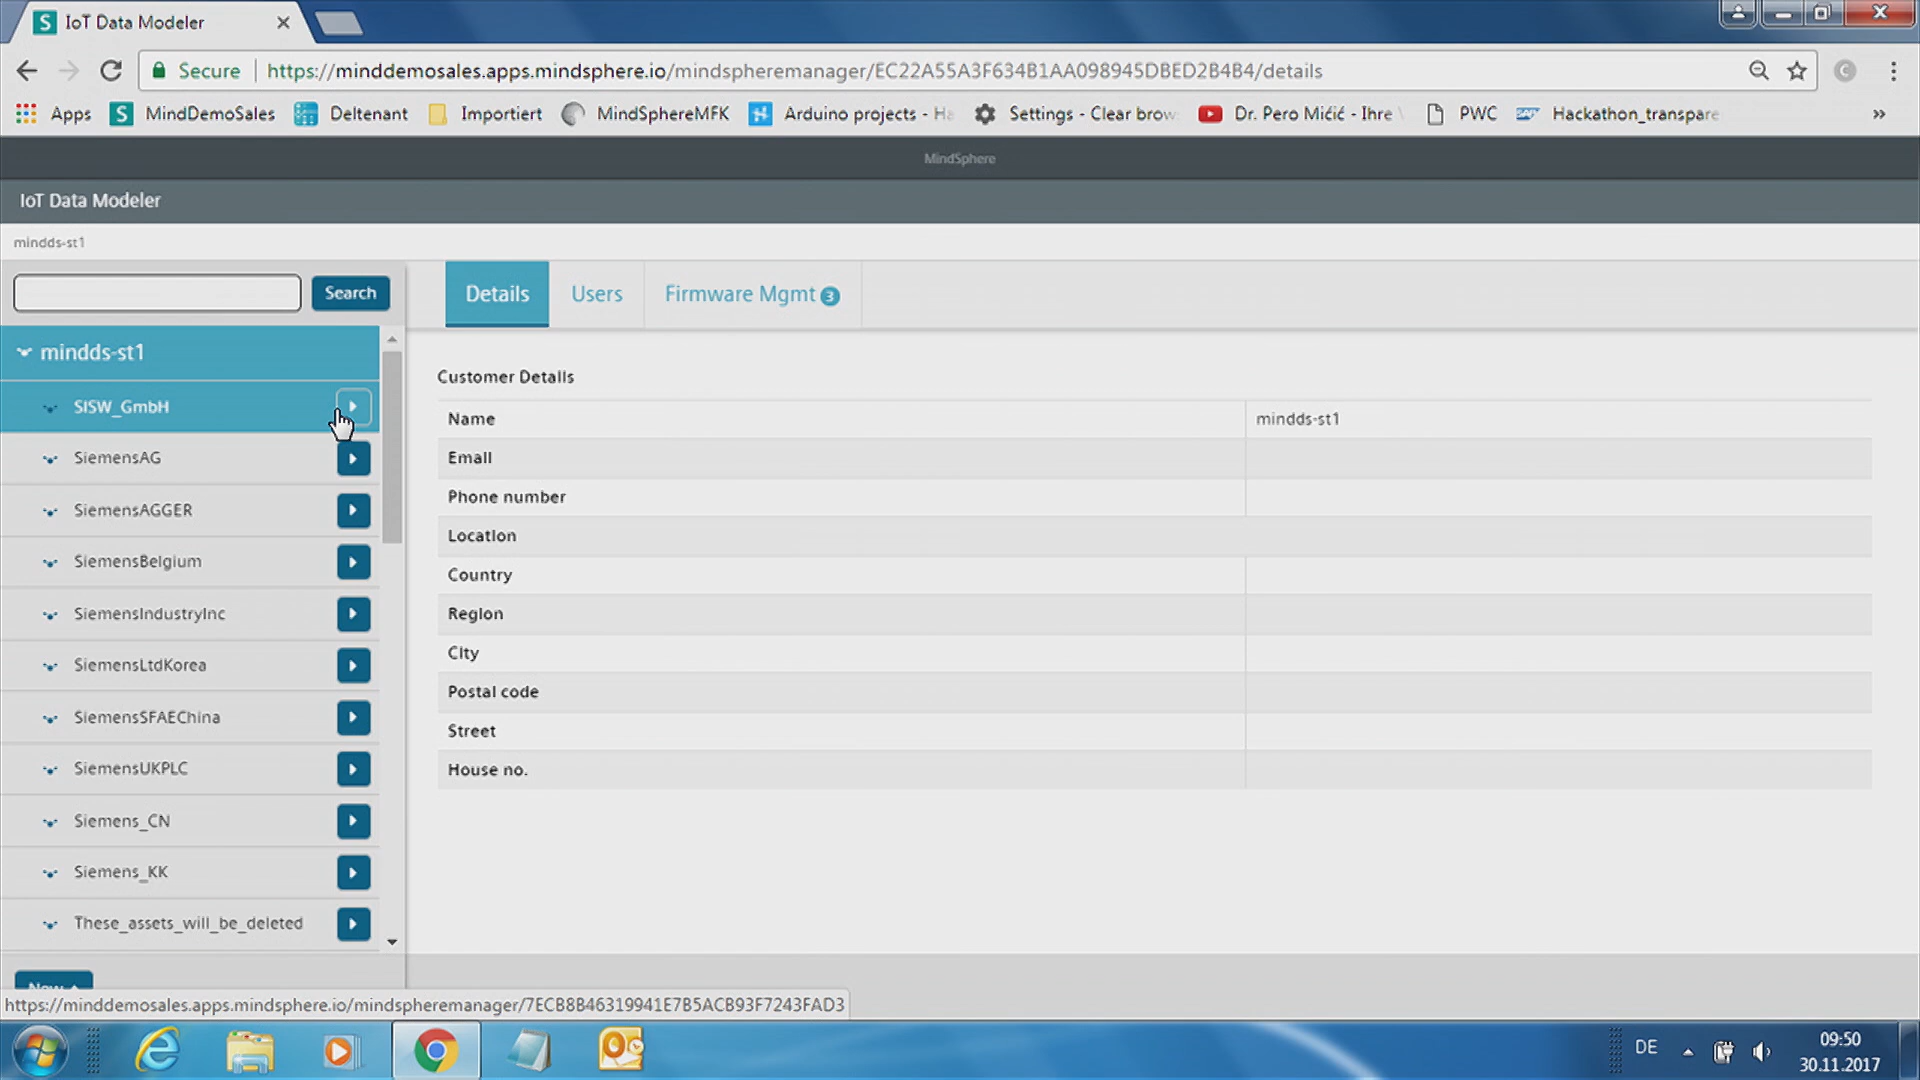 IoT Data Modeler
Secure https://minddemosales.apps.mindsphere.io/mindspheremanager/EC22A55A3F634B1AA098945DBED2B4B4/details
Apps MindDemoSales Deltenant Importiert MindSphereMFK Arduino projects - Ha Settings - Clear brow Dr. Pero Mićić - Ihre PWC Hackathon_transpare »
MindSphere
IoT Data Modeler
mindds-st1
Search
Details Users Firmware Mgmt 3
mindds-st1
SISW_GmbH
SiemensAG
SiemensAGGER
SiemensBelgium
SiemensIndustryInc
SiemensLtdKorea
SiemensSFAEChina
SiemensUKPLC
Siemens_CN
Siemens_KK
These_assets_will_be_deleted
Customer Details
Name mindds-st1
Email
Phone number
Location
Country
Region
City
Postal code
Street
House no.
https://minddemosales.apps.mindsphere.io/mindspheremanager/7ECB8B46319941E7B5ACB93F7243FAD3
DE
09:50
30.11.2017